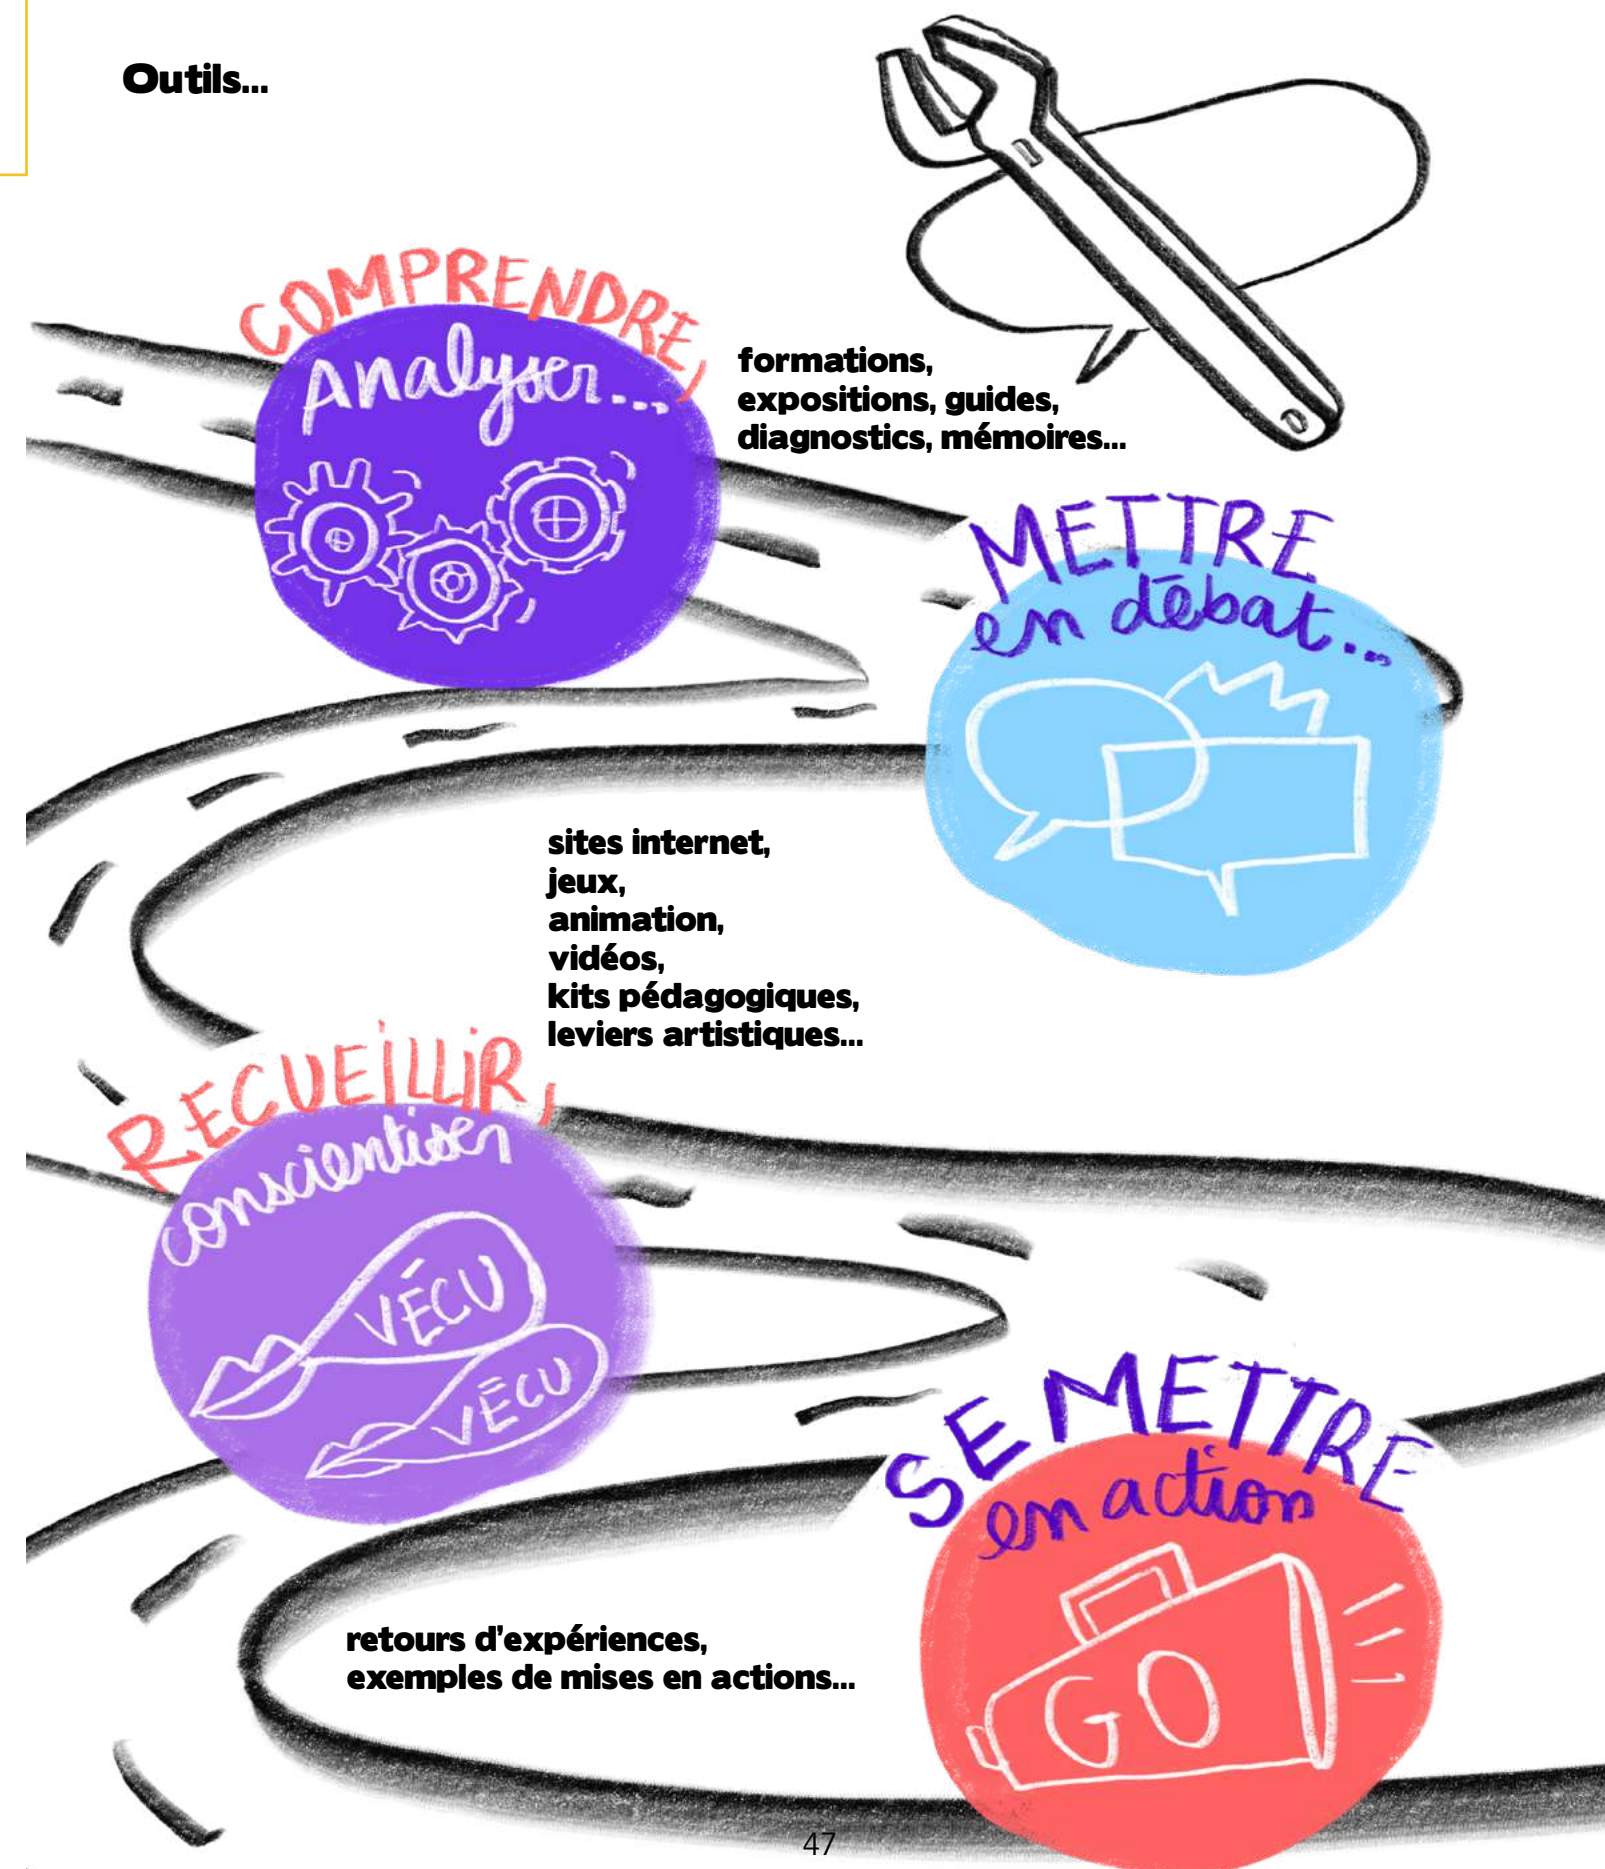 Outils...
COMPRENDRE,
Analyser...
formations,
expositions, guides,
diagnostics, mémoires...
METTRE
en débat...
sites internet,
jeux,
animation,
vidéos,
kits pédagogiques,
leviers artistiques...
RECUEILLIR,
conscientiser
VÉCU
VÉCU
SE METTRE
en action
GO
retours d'expériences,
exemples de mises en actions...
47